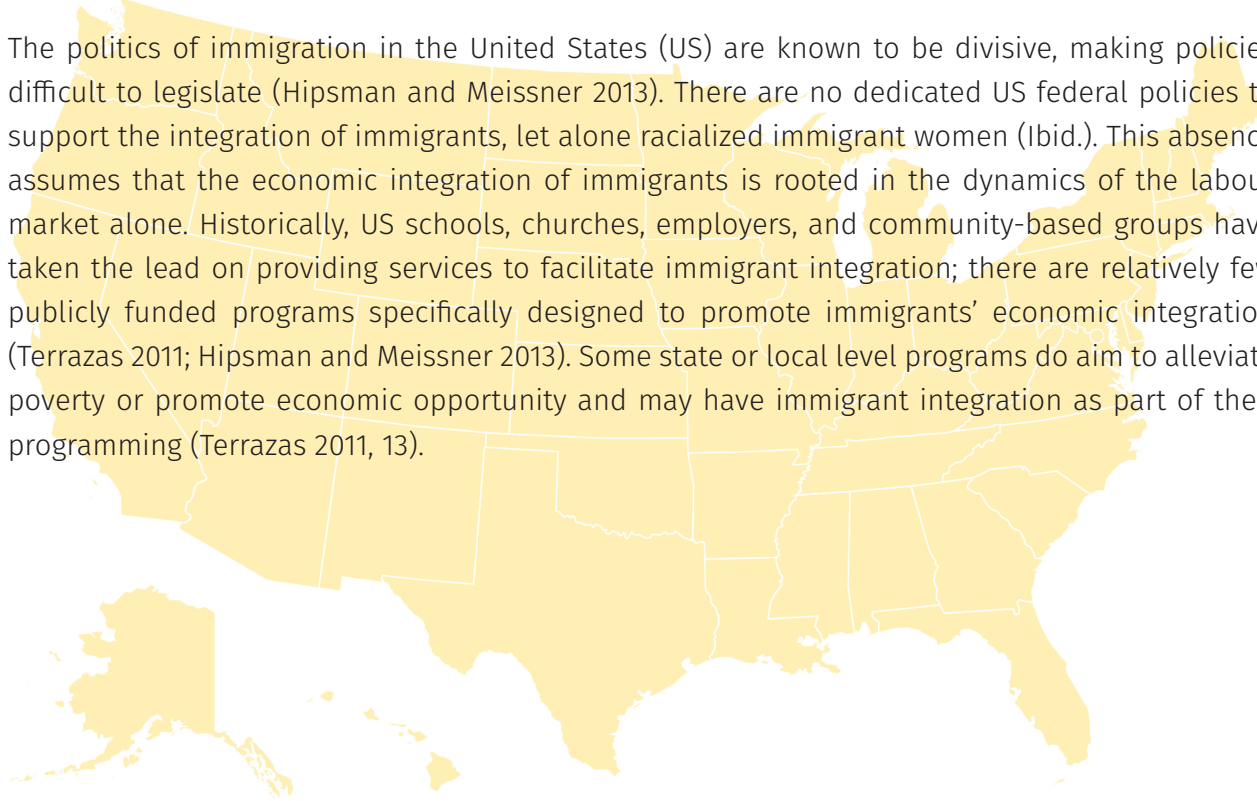 The politics of immigration in the United States (US) are known to be divisive, making policie
difficult to legislate (Hipsman and Meissner 2013). There are no dedicated US federal policies t
support the integration of immigrants, let alone racialized immigrant women (Ibid.). This absenc
assumes that the economic integration of immigrants is rooted in the dynamics of the labou
market alone. Historically, US schools, churches, employers, and community-based groups hav
taken the lead on providing services to facilitate immigrant integration; there are relatively fe
publicly funded programs specifically designed to promote immigrants’ economic integratio
(Terrazas 2011; Hipsman and Meissner 2013). Some state or local level programs do aim to alleviat
poverty or promote economic opportunity and may have immigrant integration as part of the
programming (Terrazas 2011, 13).